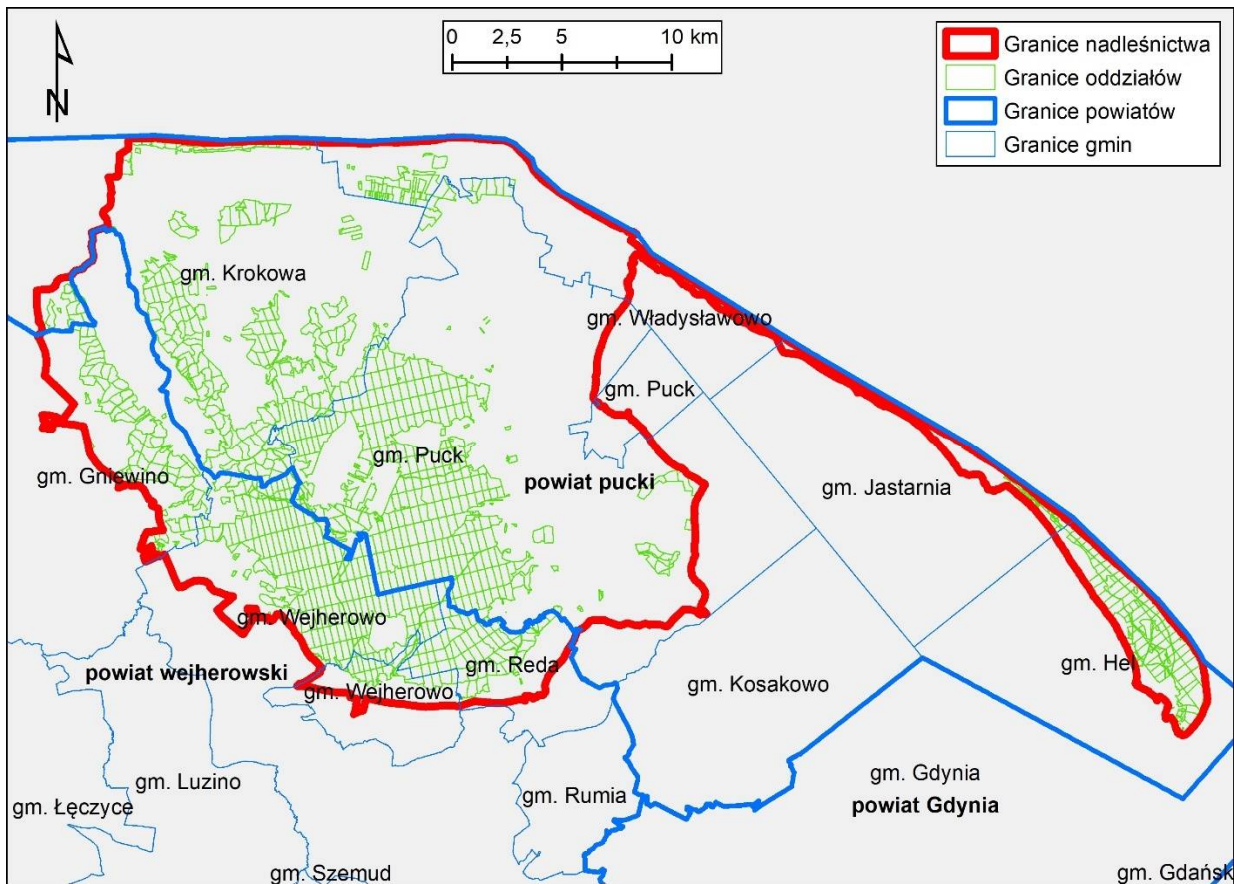 0 2,5 5 10 km
N
Granice nadleśnictwa
Granice oddziałów
Granice powiatów
Granice gmin
gm. Krokowa
gm. Władysławowo
gm. Puck
gm. Puck
gm. Gniewino
powiat pucki
gm. Jastarnia
gm. Wejherowo
powiat wejherowski
gm. Reda
gm. Hel
gm. Wejherowo
gm. Kosakowo
gm. Luzino
gm. Gdynia
gm. Łęczyce
gm. Rumia
powiat Gdynia
gm. Szemud
gm. Gdańsk